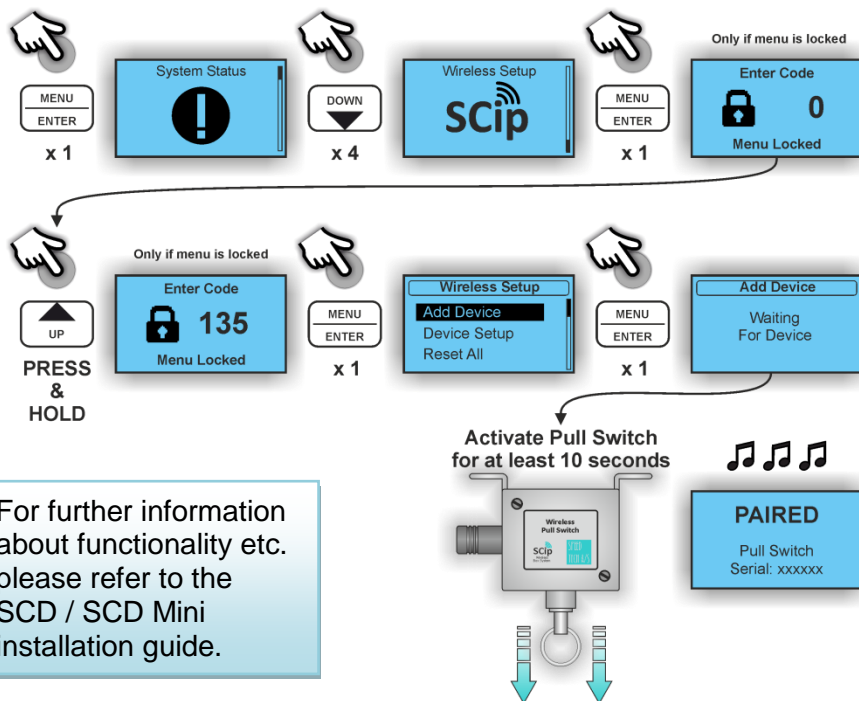 Only if menu is locked
MENU
ENTER
x 1
System Status
DOWN
x 4
Wireless Setup
SCip
MENU
ENTER
x 1
Enter Code
0
Menu Locked
UP
PRESS
&
HOLD
Only if menu is locked
Enter Code
135
Menu Locked
MENU
ENTER
x 1
Wireless Setup
Add Device
Device Setup
Reset All
MENU
ENTER
x 1
Add Device
Waiting
For Device
Activate Pull Switch
for at least 10 seconds
Wireless
Pull Switch
SCip
PAIRED
Pull Switch
Serial: xxxxxx
For further information
about functionality etc.
please refer to the
SCD / SCD Mini
installation guide.